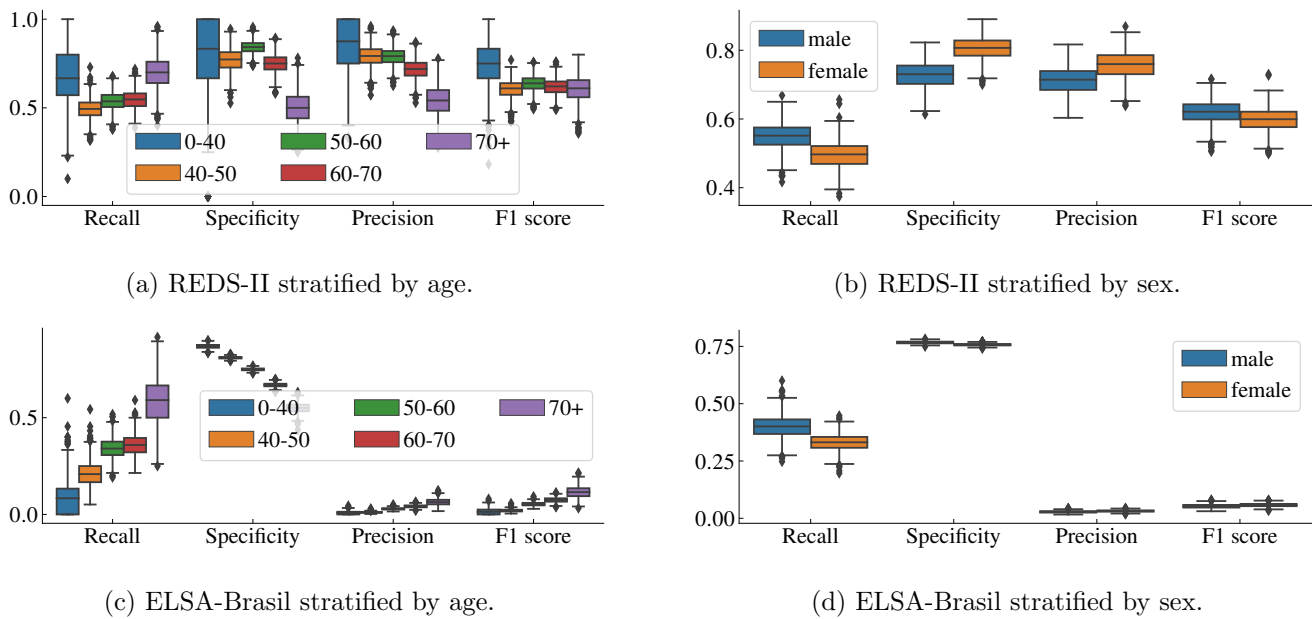 1.0
0.5
0.0
0-40
50-60
70+
40-50
60-70
Recall
Specificity
Precision
F1 score
(a) REDS-II stratified by age.
0.8
0.6
0.4
male
female
Recall
Specificity
Precision
F1 score
(b) REDS-II stratified by sex.
0.5
0.0
0-40
50-60
70+
40-50
60-70
Recall
Specificity
Precision
F1 score
(c) ELSA-Brasil stratified by age.
0.75
0.50
0.25
0.00
male
female
Recall
Specificity
Precision
F1 score
(d) ELSA-Brasil stratified by sex.